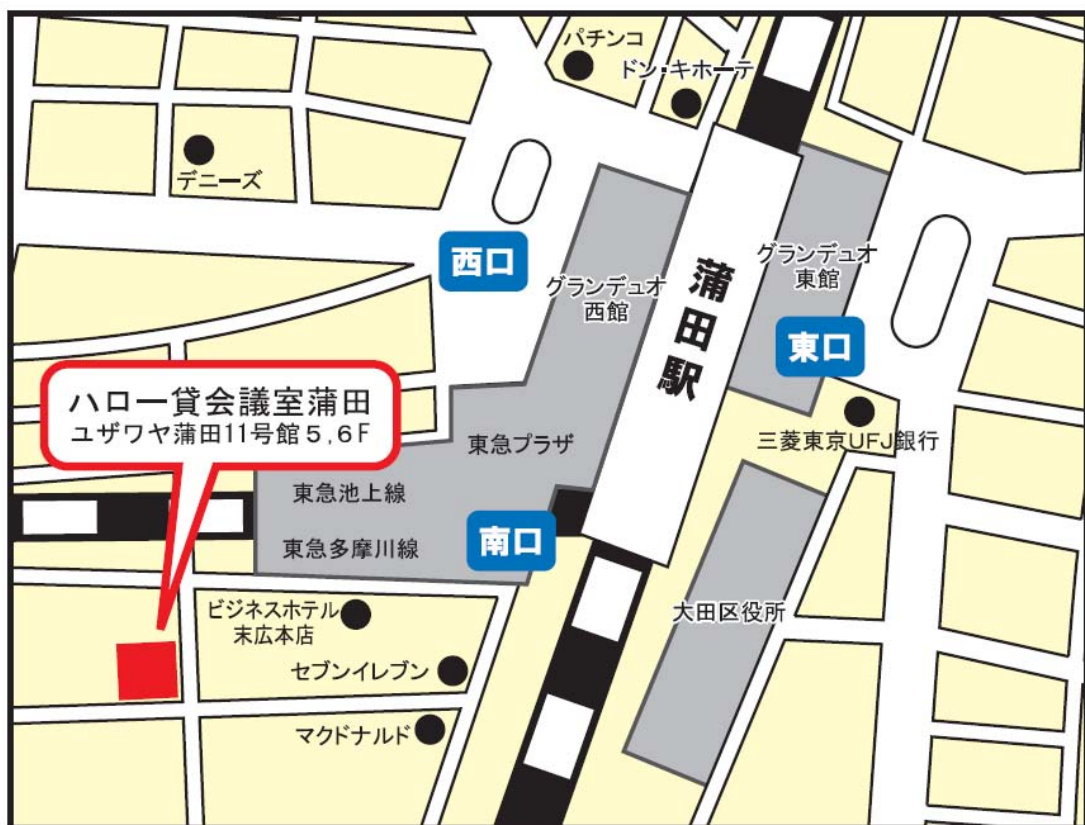 パチンコ
ドン・キホーテ
デニーズ
西口
グランデュオ
西館
蒲田駅
グランデュオ
東館
東口
ハロー貸会議室蒲田
ユザワヤ蒲田11号館5,6F
東急プラザ
三菱東京UFJ銀行
東急池上線
東急多摩川線
南口
ビジネスホテル
末広本店
大田区役所
セブンイレブン
マクドナルド